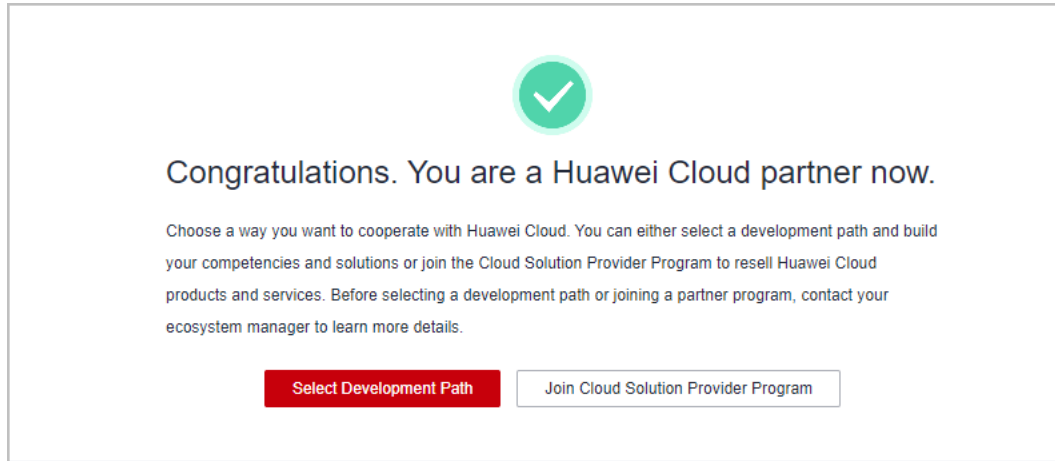 Congratulations. You are a Huawei Cloud partner now.
Choose a way you want to cooperate with Huawei Cloud. You can either select a development path and build
your competencies and solutions or join the Cloud Solution Provider Program to resell Huawei Cloud
products and services. Before selecting a development path or joining a partner program, contact your
ecosystem manager to learn more details.
Select Development Path
Join Cloud Solution Provider Program